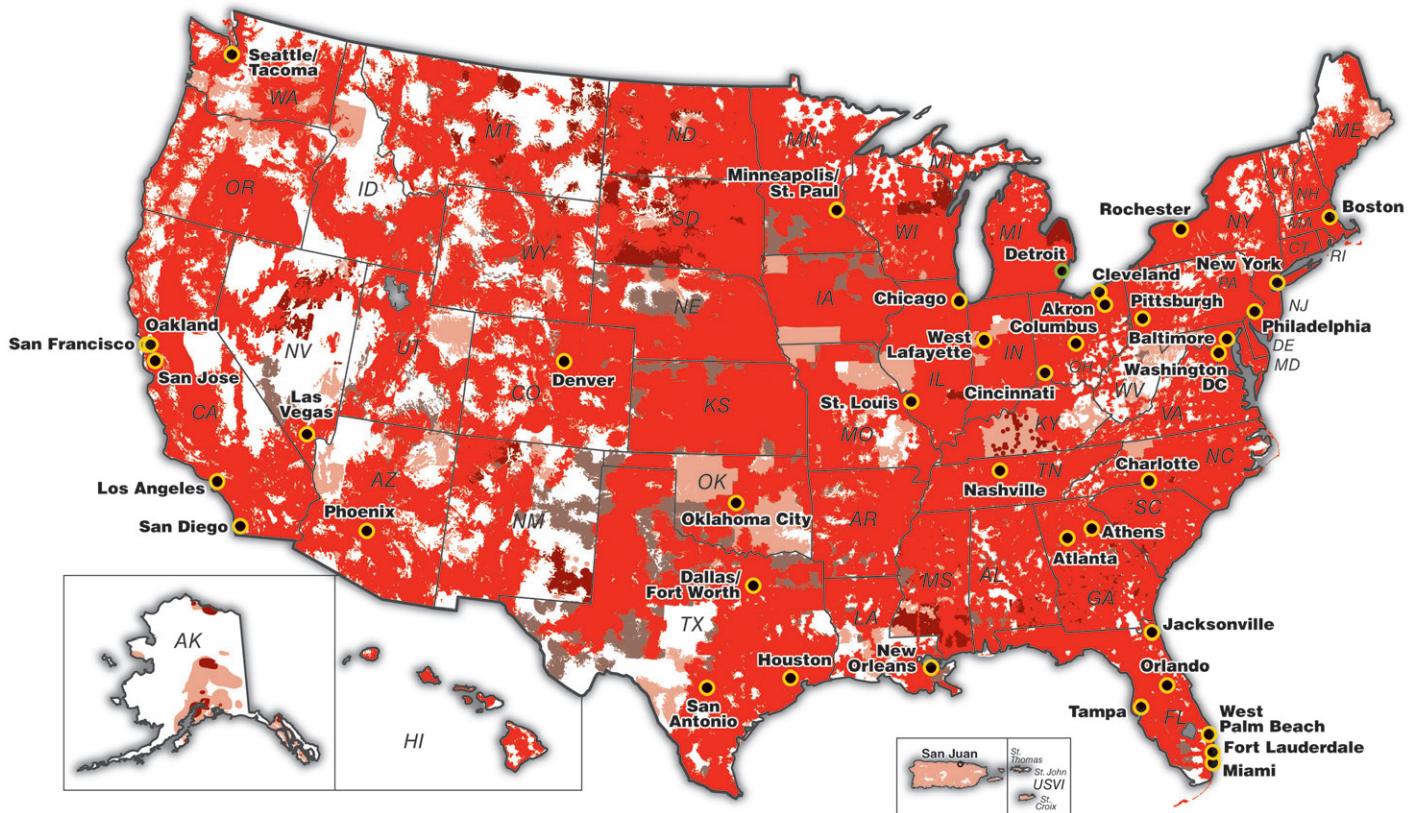 Seattle/
Tacoma
WA
MT
ND
MN
ME
OR
ID
Minneapolis/
St. Paul
MI
VT
NH
Rochester
Boston
SD
WI
MI
NY
MA
WY
CT
RI
Detroit
Cleveland
New York
PA
Chicago
IA
NE
Akron
Pittsburgh
NJ
Oakland
San Francisco
Columbus
Philadelphia
West
Lafayette
IN
Baltimore
DE
NV
UT
San Jose
Denver
OH
Washington
DC
MD
CA
Las
Vegas
CO
KS
IL
Cincinnati
WV
St. Louis
VA
MO
KY
Los Angeles
AZ
OK
TN
Charlotte
NC
Phoenix
NM
Oklahoma City
AR
Nashville
SC
San Diego
Athens
Atlanta
Dallas/
Fort Worth
MS
AL
GA
TX
LA
Jacksonville
AK
Houston
New
Orleans
Orlando
San
Antonio
Tampa
FL
West
Palm Beach
HI
Fort Lauderdale
Miami
San Juan
St.
Thomas
St. John
USVI
St.
Croix